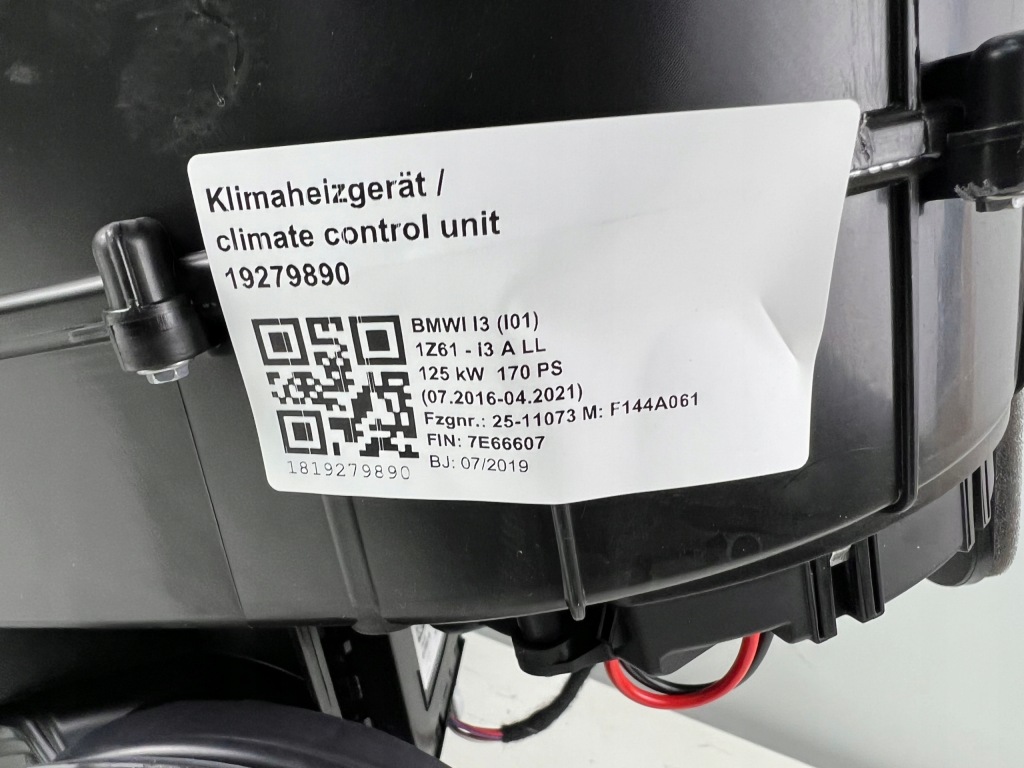 Klimaheizgerät /
climate control unit
19279890
BMWI I3 (I01)
1Z61 - I3 A LL
125 kW 170 PS
(07.2016-04.2021)
Fzgnr.: 25-11073 M: F144A061
FIN: 7E66607
BJ: 07/2019
1819279890